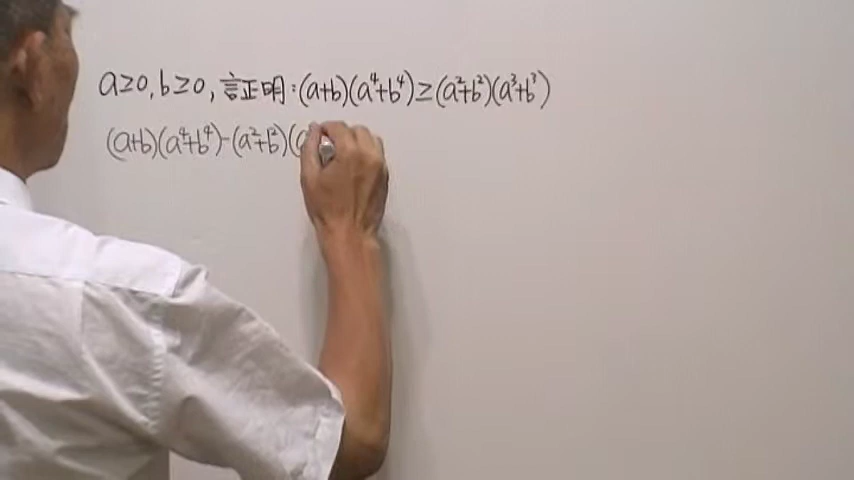 a≥0,b≥0,証明:(a+b)(a⁴+b⁴)≥(a²+b²)(a³+b³)
(a+b)(a⁴+b⁴)-(a²+b²)(a